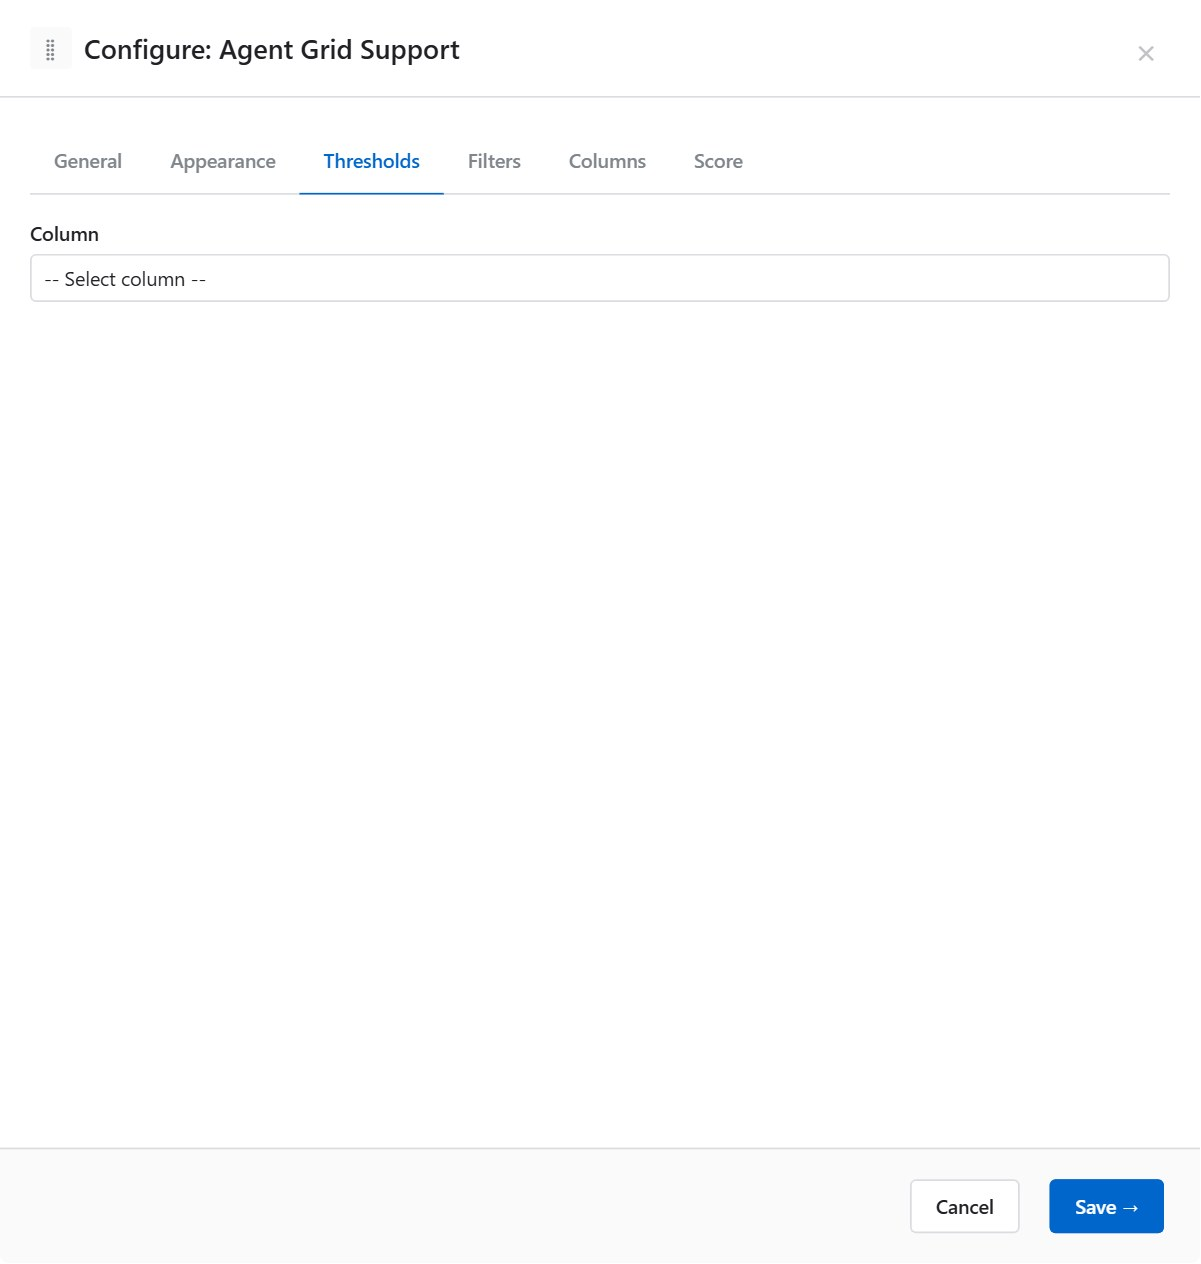 Configure: Agent Grid Support
×
General Appearance Thresholds Filters Columns Score
Column
-- Select column --
Cancel Save →